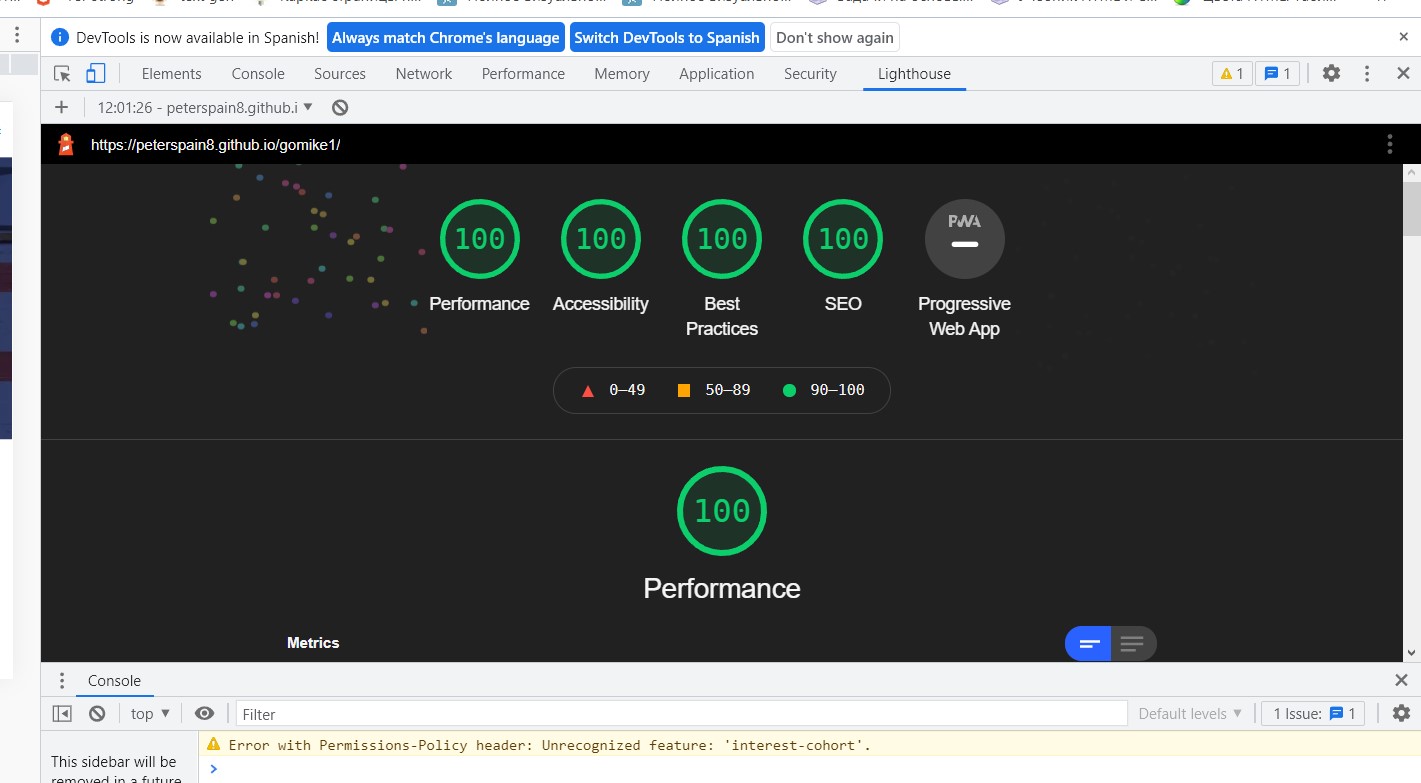 DevTools is now available in Spanish! Always match Chrome's language Switch DevTools to Spanish Don't show again
Elements Console Sources Network Performance Memory Application Security Lighthouse 1 1
12:01:26 - peterspain8.github.i
https://peterspain8.github.io/gomike1/
100 100 100 100 PWA
Performance Accessibility Best Practices SEO Progressive Web App
0–49 50–89 90–100
100
Performance
Metrics
Console
top Filter Default levels 1 Issue: 1
This sidebar will be
removed in a future
Error with Permissions-Policy header: Unrecognized feature: 'interest-cohort'.